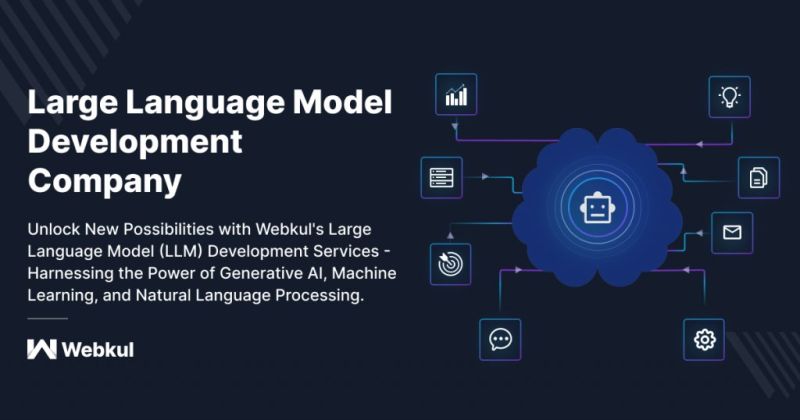 Large Language Model
Development
Company
Unlock New Possibilities with Webkul's Large
Language Model (LLM) Development Services -
Harnessing the Power of Generative AI, Machine
Learning, and Natural Language Processing.
Webkul